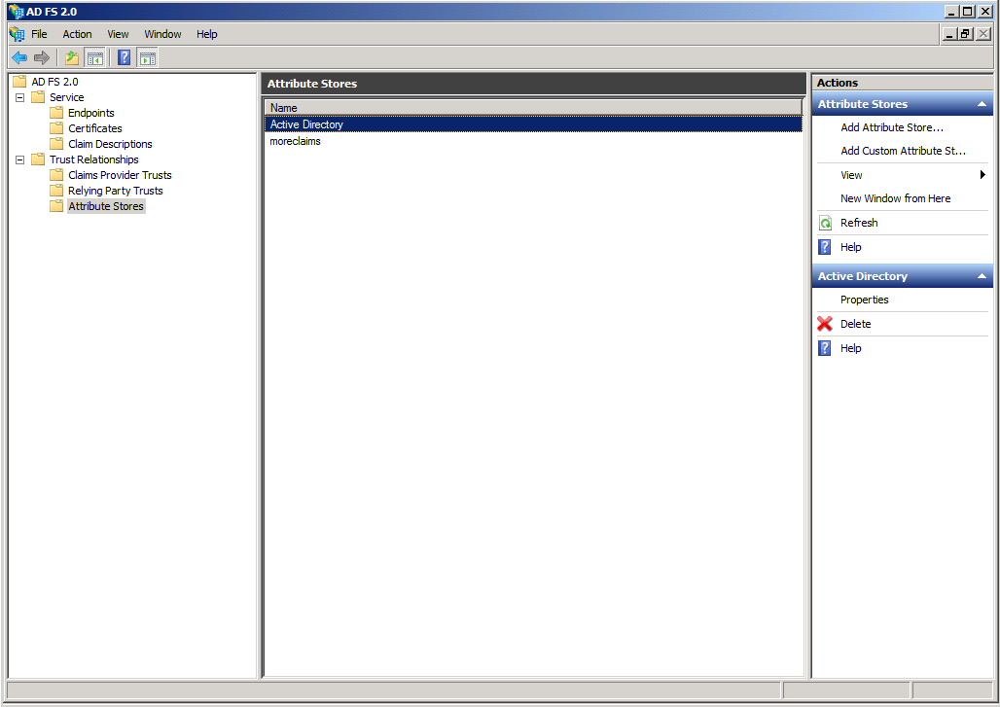 AD FS 2.0
File Action View Window Help
AD FS 2.0
Service
Endpoints
Certificates
Claim Descriptions
Trust Relationships
Claims Provider Trusts
Relying Party Trusts
Attribute Stores
Attribute Stores
Name
Active Directory
moreclaims
Actions
Attribute Stores
Add Attribute Store...
Add Custom Attribute St...
View
New Window from Here
Refresh
Help
Active Directory
Properties
Delete
Help